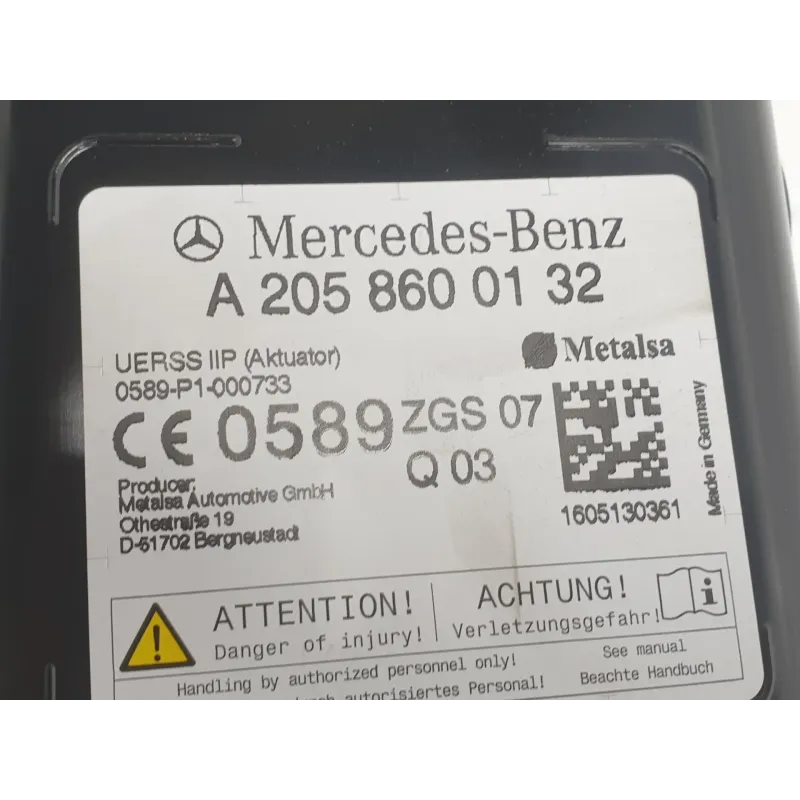 Mercedes-Benz
A 205 860 01 32
UERSS IIP (Aktuator)
Metalsa
0589-P1-000733
CE 0589 ZGS 07
Q 03
Producer:
Metalsa Automotive GmbH
Othestraße 19
D-51702 Bergneustadt
1605130361
Made in Germany
ATTENTION!
Danger of injury!
ACHTUNG!
Verletzungsgefahr!
i
Handling by authorized personnel only!
See manual
autorisiertes Personal!
Beachte Handbuch